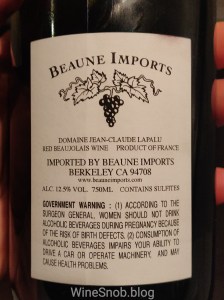 BEAUNE IMPORTS
DOMAINE JEAN-CLAUDE LAPALU
RED BEAUJOLAIS WINE PRODUCT OF FRANCE
IMPORTED BY BEAUNE IMPORTS
BERKELEY CA 94708
www.beauneimports.com
ALC. 12.5% VOL. 750ML CONTAINS SULFITES
GOVERNMENT WARNING : (1) ACCORDING TO THE
SURGEON GENERAL, WOMEN SHOULD NOT DRINK
ALCOHOLIC BEVERAGES DURING PREGNANCY BECAUSE
OF THE RISK OF BIRTH DEFECTS. (2) CONSUMPTION OF
ALCOHOLIC BEVERAGES IMPAIRS YOUR ABILITY TO
DRIVE A CAR OR OPERATE MACHINERY, AND MAY
CAUSE HEALTH PROBLEMS.
WineSnob.blog